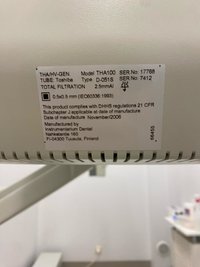 THA/HV-GEN. Model THA100 SER.No: 17768
TUBE: Toshiba Type D-051S SER.No: 7412
TOTAL FILTRATION 2.5mmAl
0.5x0.5 mm (IEC60336:1993)
This product complies with DHHS regulations 21 CFR
Subchapter J applicable at date of manufacture
Date of manufacture November/2006
Manufactured by
Instrumentarium Dental
Nahkelantie 160
FI-04300 Tuusula, Finland